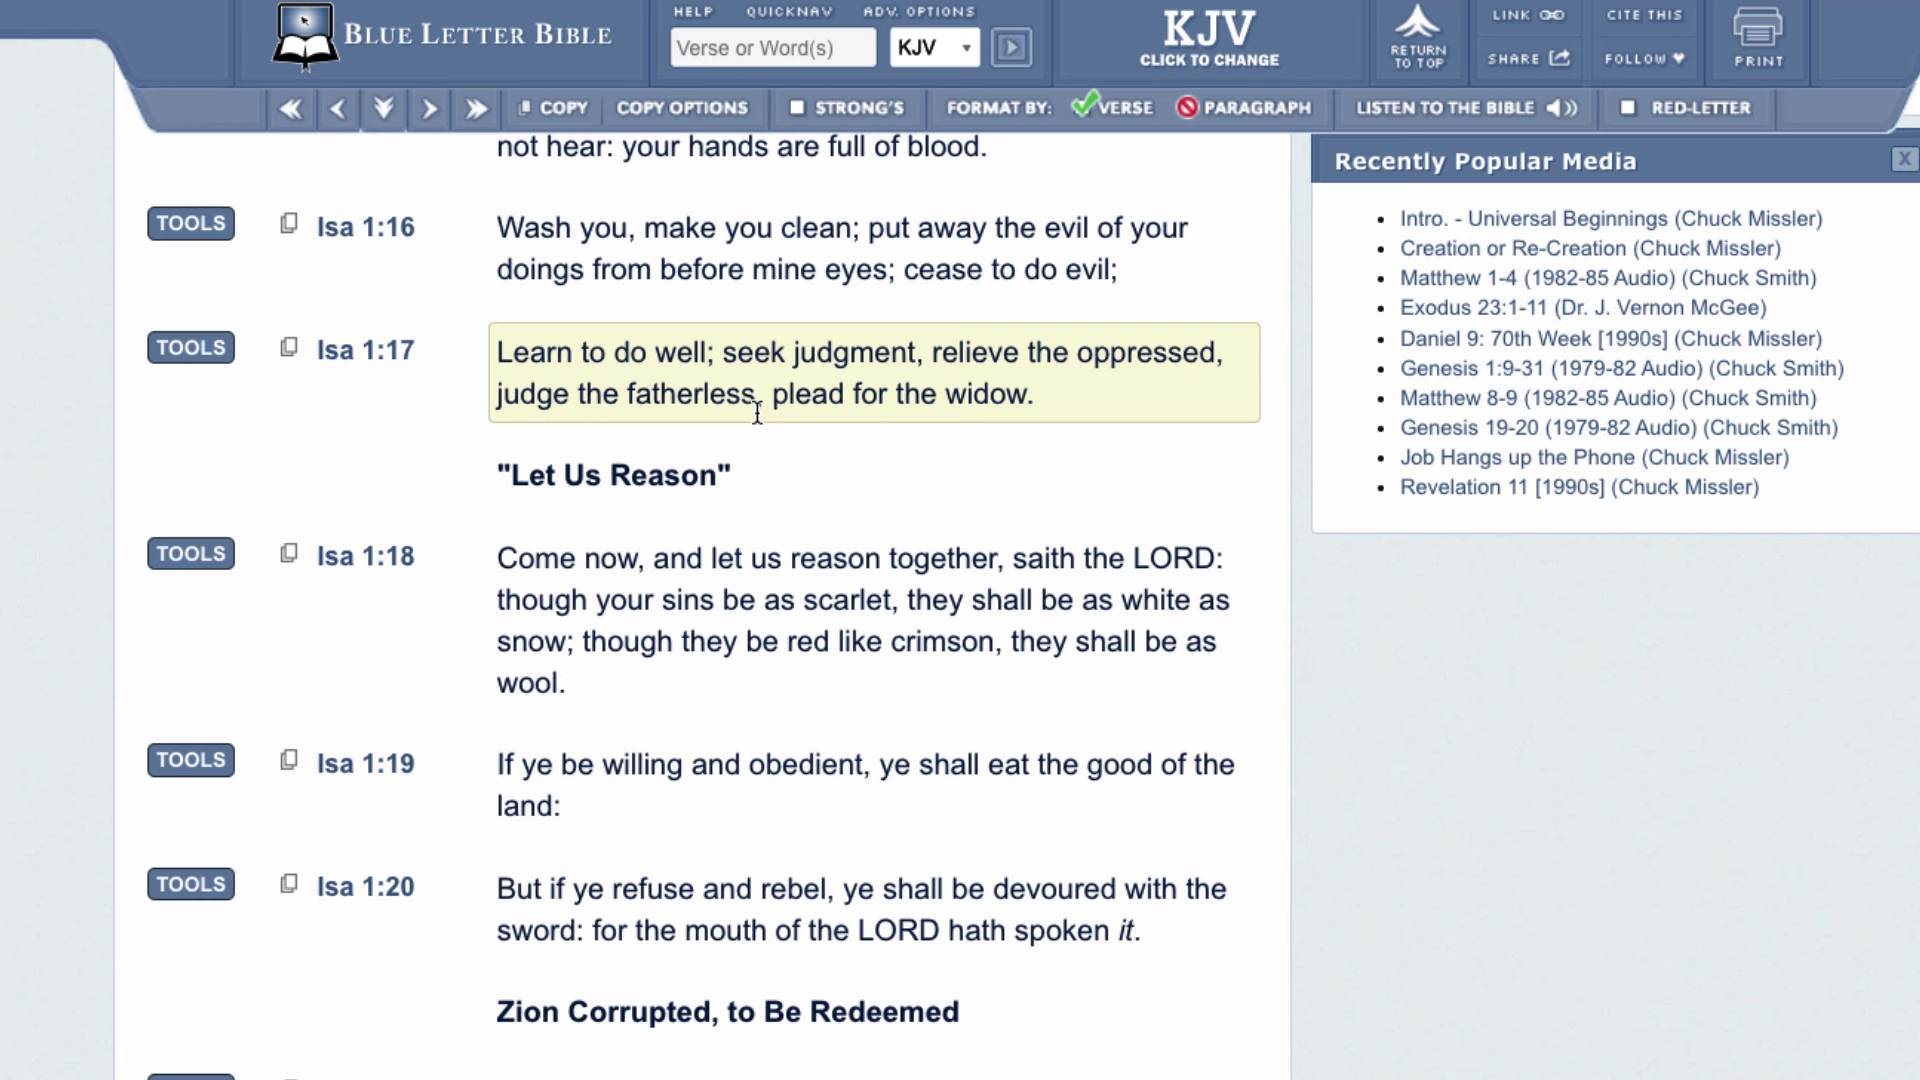 BLUE LETTER BIBLE
HELP QUICKNAV ADV. OPTIONS
Verse or Word(s) KJV
KJV
CLICK TO CHANGE
RETURN
TO TOP
LINK
SHARE
CITE THIS
FOLLOW
PRINT
COPY COPY OPTIONS STRONG'S FORMAT BY: VERSE PARAGRAPH LISTEN TO THE BIBLE RED-LETTER
not hear: your hands are full of blood.
TOOLS Isa 1:16 Wash you, make you clean; put away the evil of your
doings from before mine eyes; cease to do evil;
TOOLS Isa 1:17 Learn to do well; seek judgment, relieve the oppressed,
judge the fatherless, plead for the widow.
"Let Us Reason"
TOOLS Isa 1:18 Come now, and let us reason together, saith the LORD:
though your sins be as scarlet, they shall be as white as
snow; though they be red like crimson, they shall be as
wool.
TOOLS Isa 1:19 If ye be willing and obedient, ye shall eat the good of the
land:
TOOLS Isa 1:20 But if ye refuse and rebel, ye shall be devoured with the
sword: for the mouth of the LORD hath spoken it.
Zion Corrupted, to Be Redeemed
Recently Popular Media X
Intro. - Universal Beginnings (Chuck Missler)
Creation or Re-Creation (Chuck Missler)
Matthew 1-4 (1982-85 Audio) (Chuck Smith)
Exodus 23:1-11 (Dr. J. Vernon McGee)
Daniel 9: 70th Week [1990s] (Chuck Missler)
Genesis 1:9-31 (1979-82 Audio) (Chuck Smith)
Matthew 8-9 (1982-85 Audio) (Chuck Smith)
Genesis 19-20 (1979-82 Audio) (Chuck Smith)
Job Hangs up the Phone (Chuck Missler)
Revelation 11 [1990s] (Chuck Missler)